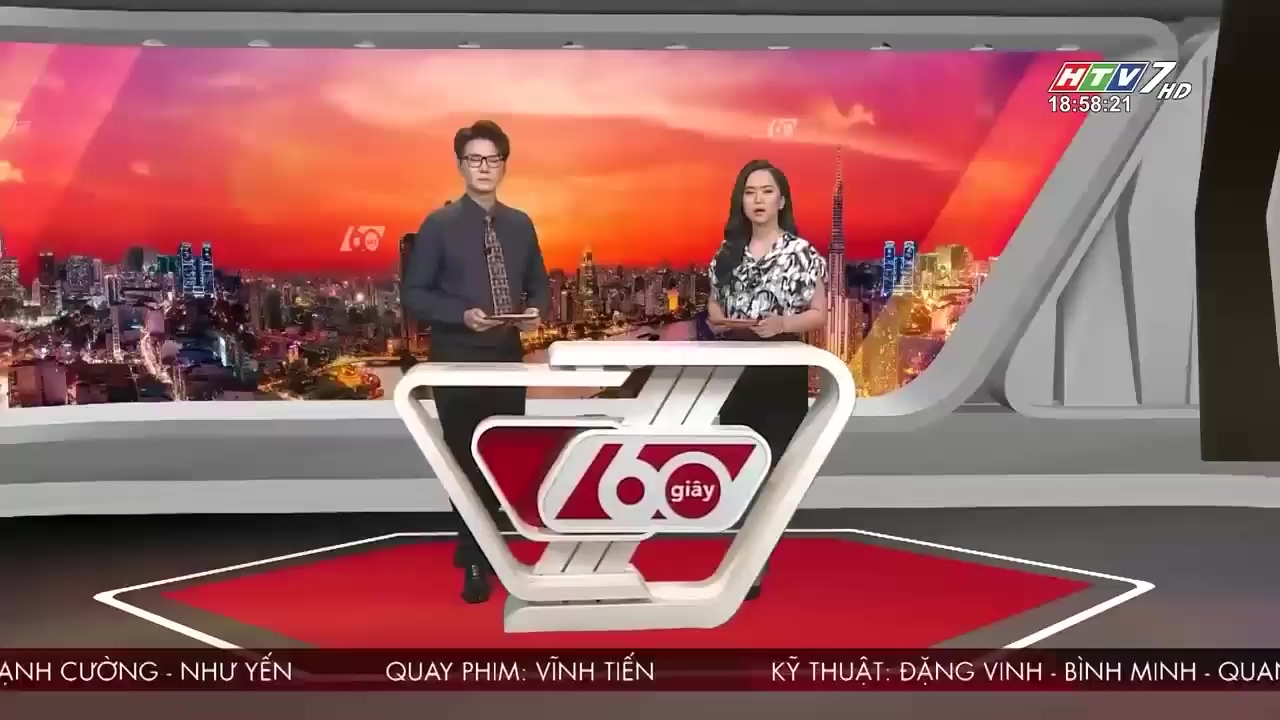 HTV7 HD
18:58:21
60
60 giây
ẠNH CƯỜNG - NHƯ YẾN QUAY PHIM: VĨNH TIẾN KỸ THUẬT: ĐẶNG VINH - BÌNH MINH - QUAN